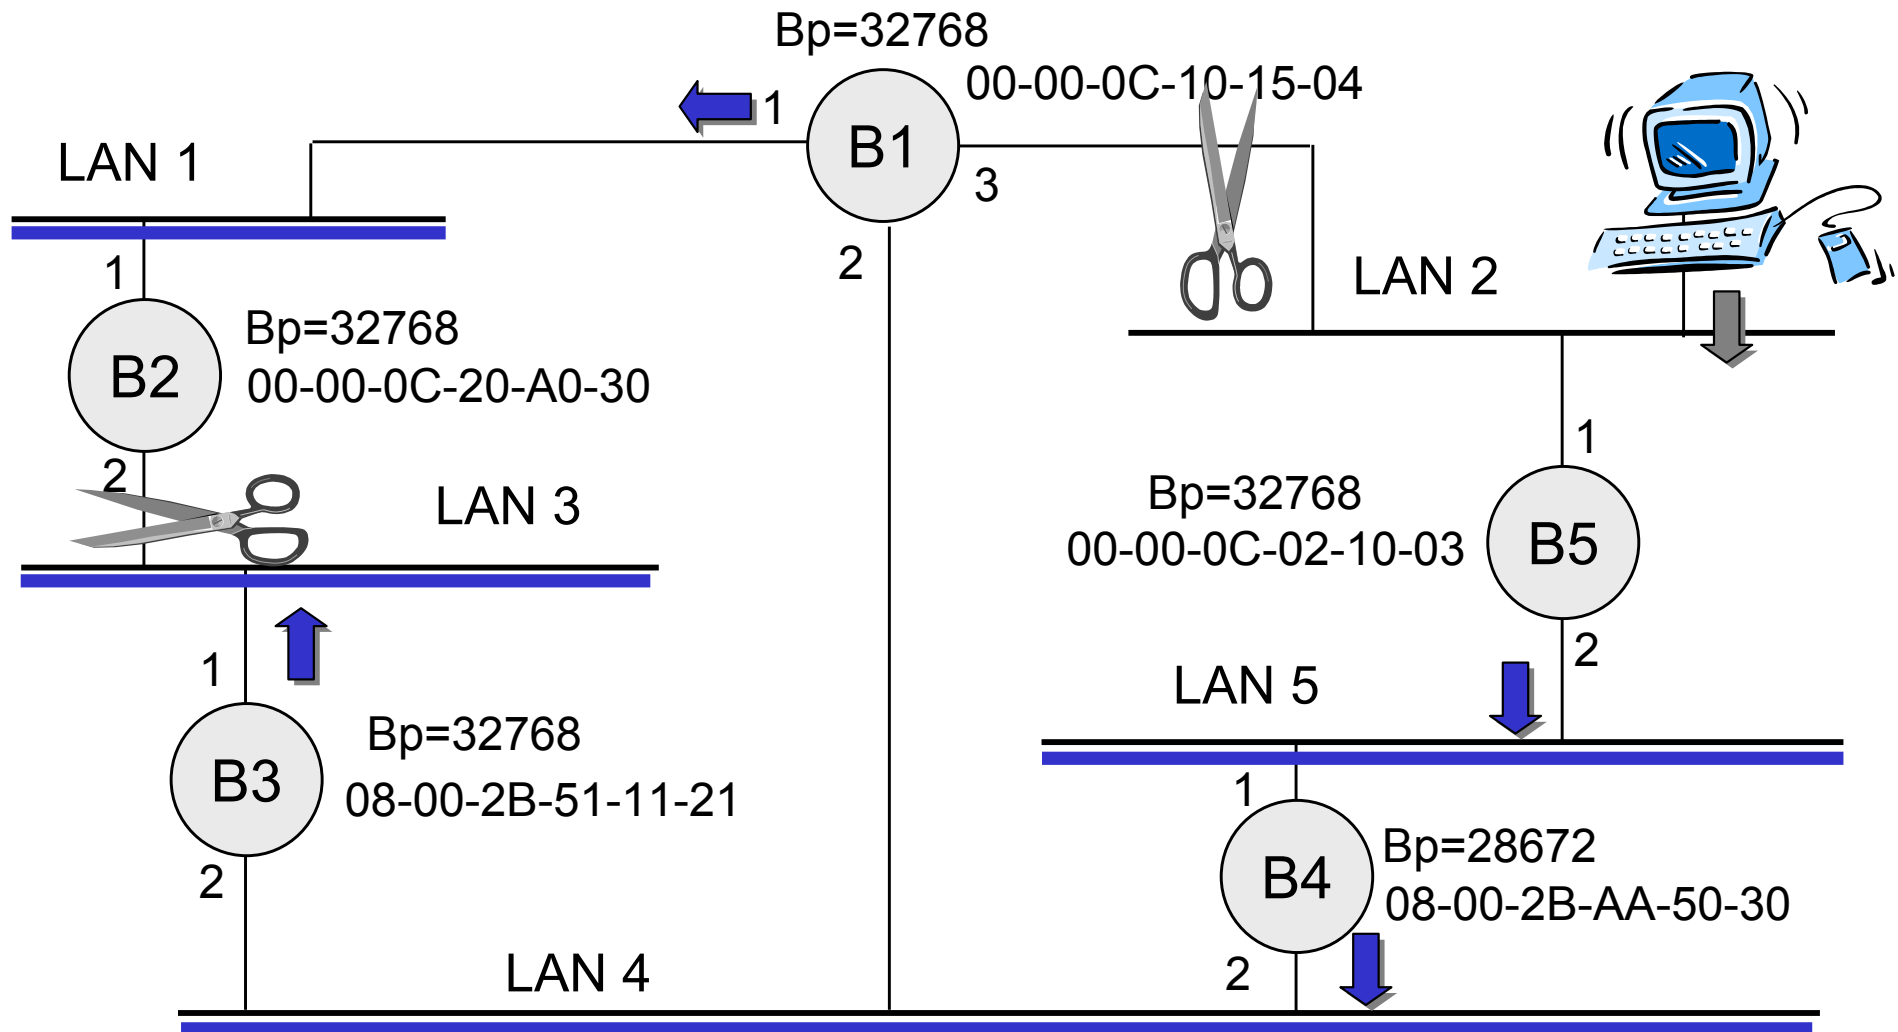 Bp=32768
00-00-0C-10-15-04
1
B1
LAN 1
3
2
LAN 2
1
Bp=32768
B2
00-00-0C-20-A0-30
1
2
Bp=32768
LAN 3
B5
00-00-0C-02-10-03
1
2
LAN 5
Bp=32768
B3
08-00-2B-51-11-21
1
Bp=28672
2
B4
08-00-2B-AA-50-30
LAN 4
2